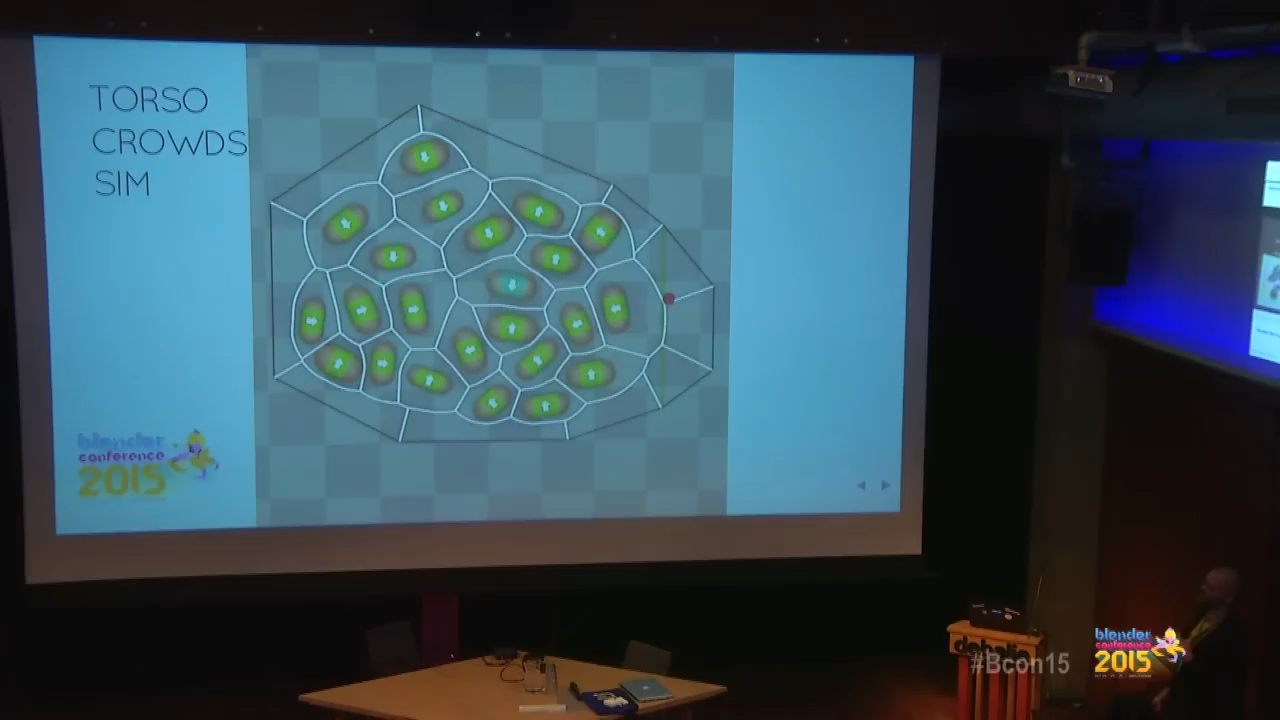 TORSO
CROWDS
SIM
blender
conference
2015
#Bcon15
blender
conference
2015